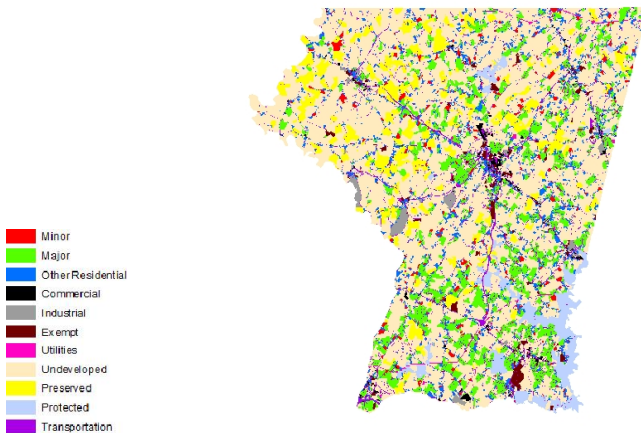 Minor
Major
Other Residential
Commercial
Industrial
Exempt
Utilities
Undeveloped
Preserved
Protected
Transportation